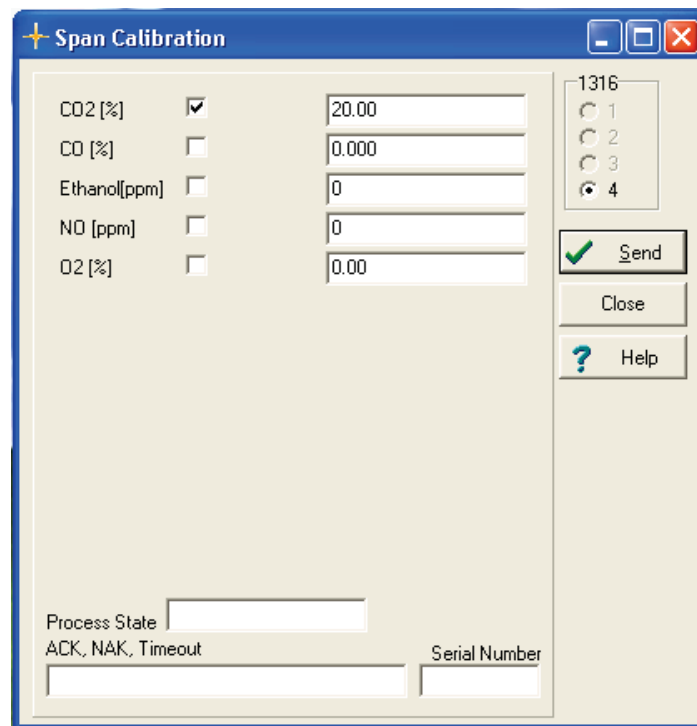 Span Calibration
CO2 [%] 20.00
CO [%] 0.000
Ethanol[ppm] 0
NO [ppm] 0
O2 [%] 0.00
1316
1
2
3
4
Send
Close
? Help
Process State
ACK, NAK, Timeout
Serial Number